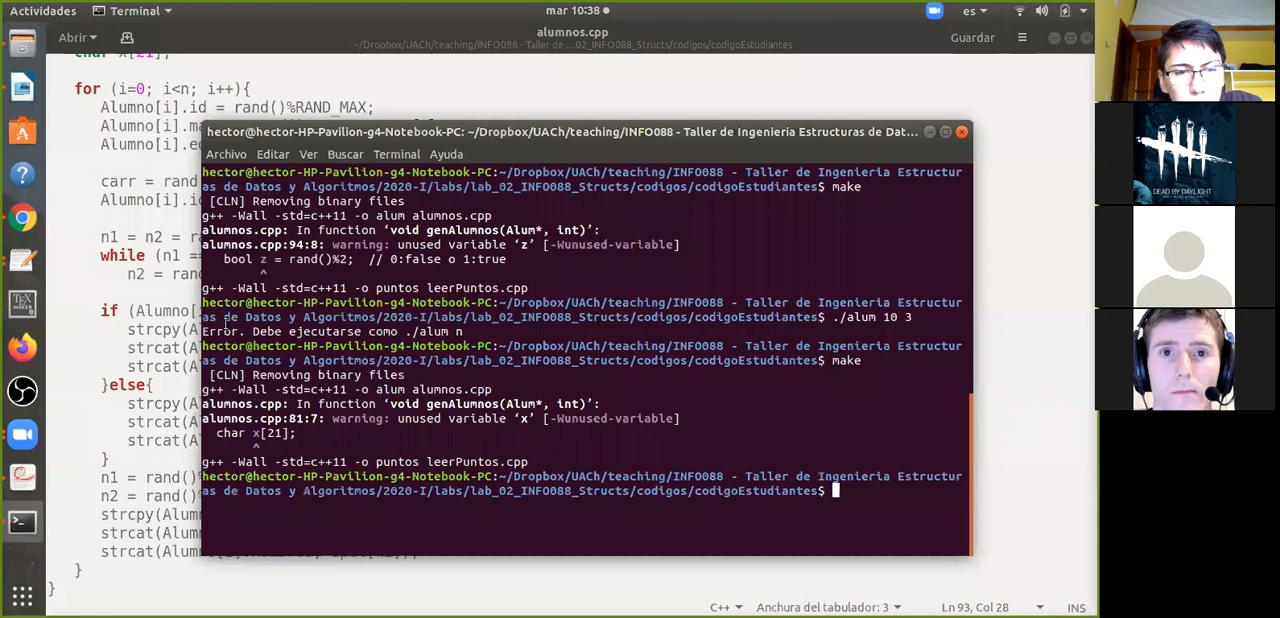 Actividades Terminal mar 10:38 es
Abrir alumnos.cpp Guardar
~/Dropbox/UACh/teaching/INFO088 - Taller de ...02_INFO088_Structs/codigos/codigoEstudiantes
char x[21];
for (i=0; i<n; i++){
Alumno[i].id = rand()%RAND_MAX;
Alumno[i].ma
Alumno[i].e
carr = rand
Alumno[i].i
n1 = n2 = r
while (n1 =
n2 = ran
if (Alumno[
strcpy(A
strcat(A
strcat(A
}else{
strcpy(A
strcat(A
strcat(A
}
n1 = rand()
n2 = rand()
strcpy(Alum
strcat(Alum
strcat(Alum
}
}
hector@hector-HP-Pavilion-g4-Notebook-PC: ~/Dropbox/UACh/teaching/INFO088 - Taller de Ingenieria Estructuras de Dat...
Archivo Editar Ver Buscar Terminal Ayuda
hector@hector-HP-Pavilion-g4-Notebook-PC:~/Dropbox/UACh/teaching/INFO088 - Taller de Ingenieria Estructur
as de Datos y Algoritmos/2020-I/labs/lab_02_INFO088_Structs/codigos/codigoEstudiantes$ make
[CLN] Removing binary files
g++ -Wall -std=c++11 -o alum alumnos.cpp
alumnos.cpp: In function ‘void genAlumnos(Alum*, int)’:
alumnos.cpp:94:8: warning: unused variable ‘z’ [-Wunused-variable]
bool z = rand()%2; // 0:false o 1:true
^
g++ -Wall -std=c++11 -o puntos leerPuntos.cpp
hector@hector-HP-Pavilion-g4-Notebook-PC:~/Dropbox/UACh/teaching/INFO088 - Taller de Ingenieria Estructur
as de Datos y Algoritmos/2020-I/labs/lab_02_INFO088_Structs/codigos/codigoEstudiantes$ ./alum 10 3
Error. Debe ejecutarse como ./alum n
hector@hector-HP-Pavilion-g4-Notebook-PC:~/Dropbox/UACh/teaching/INFO088 - Taller de Ingenieria Estructur
as de Datos y Algoritmos/2020-I/labs/lab_02_INFO088_Structs/codigos/codigoEstudiantes$ make
[CLN] Removing binary files
g++ -Wall -std=c++11 -o alum alumnos.cpp
alumnos.cpp: In function ‘void genAlumnos(Alum*, int)’:
alumnos.cpp:81:7: warning: unused variable ‘x’ [-Wunused-variable]
char x[21];
^
g++ -Wall -std=c++11 -o puntos leerPuntos.cpp
hector@hector-HP-Pavilion-g4-Notebook-PC:~/Dropbox/UACh/teaching/INFO088 - Taller de Ingenieria Estructur
as de Datos y Algoritmos/2020-I/labs/lab_02_INFO088_Structs/codigos/codigoEstudiantes$
C++ Anchura del tabulador: 3 Ln 93, Col 28 INS
DEAD BY DAYLIGHT